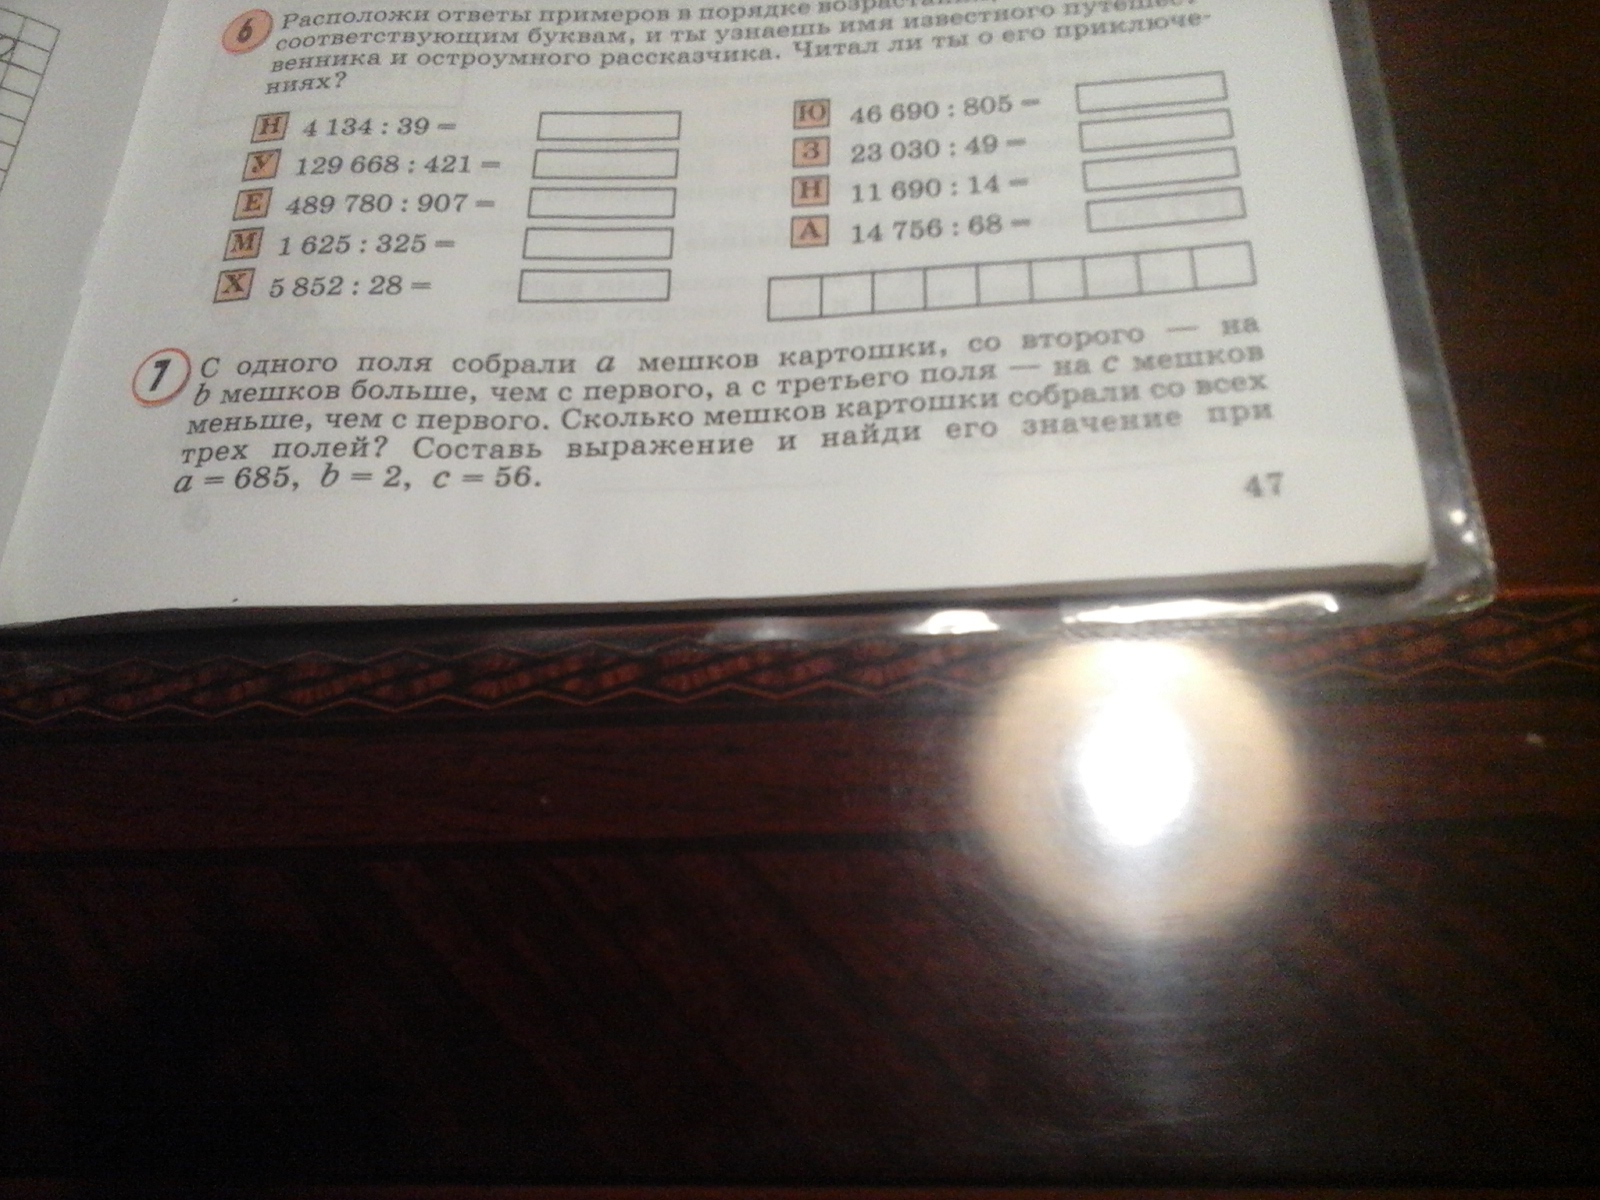 6 Расположи ответы примеров в порядке
соответствующим буквам, и ты узнаешь имя известного
венника и остроумного рассказчика. Читал ли ты о его приключе-
ниях?
Н 4 134 : 39 =
У 129 668 : 421 =
Е 489 780 : 907 =
М 1 625 : 325 =
Х 5 852 : 28 =
Ю 46 690 : 805 =
З 23 030 : 49 =
Н 11 690 : 14 =
А 14 756 : 68 =
7 С одного поля собрали a мешков картошки, со второго — на
b мешков больше, чем с первого, а с третьего поля — на c мешков
меньше, чем с первого. Сколько мешков картошки собрали со всех
трех полей? Составь выражение и найди его значение при
a = 685, b = 2, c = 56.
47